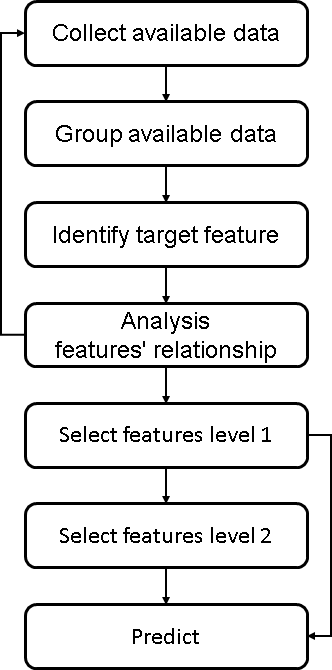 Collect available data
Group available data
Identify target feature
Analysis
features' relationship
Select features level 1
Select features level 2
Predict